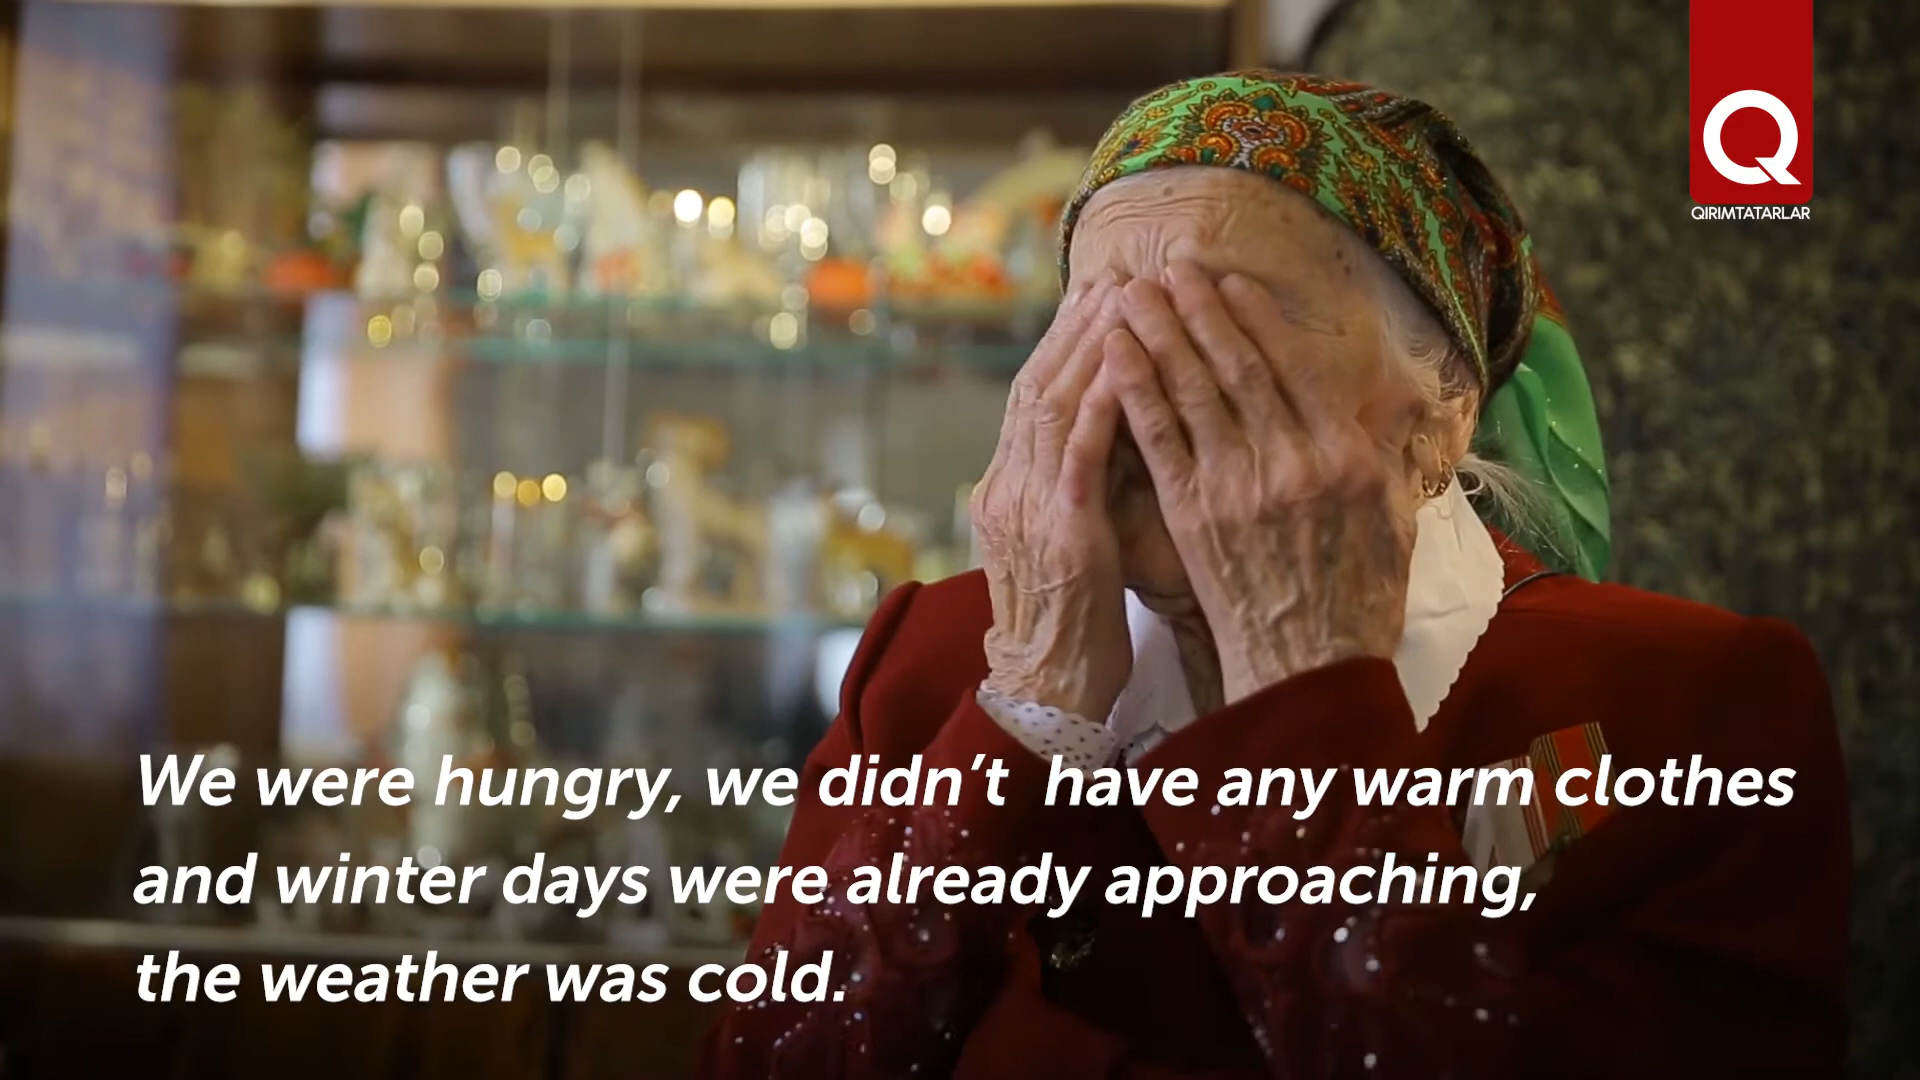 QIRIMTATARLAR
We were hungry, we didn’t have any warm clothes
and winter days were already approaching,
the weather was cold.